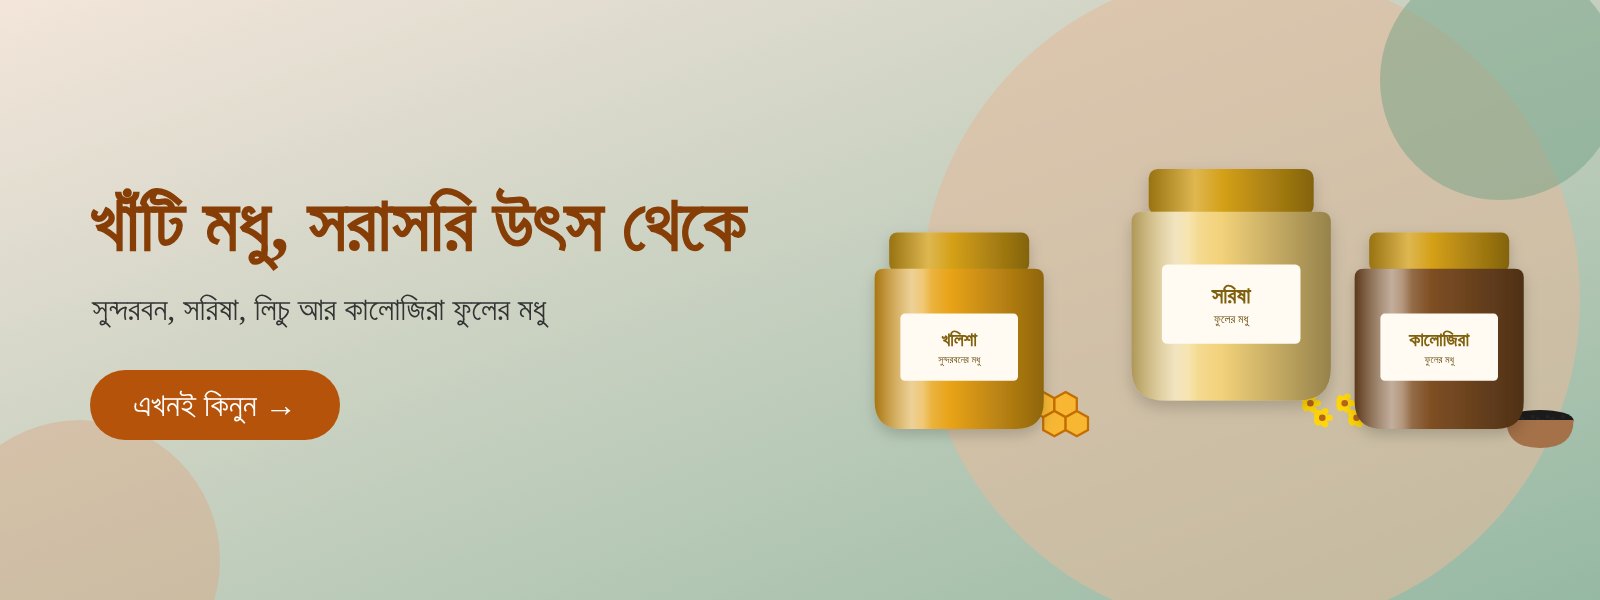 খাঁটি মধু, সরাসরি উৎস থেকে
সুন্দরবন, সরিষা, লিচু আর কালোজিরা ফুলের মধু
এখনই কিনুন →
খলিশা
সুন্দরবনের মধু
সরিষা
ফুলের মধু
কালোজিরা
ফুলের মধু